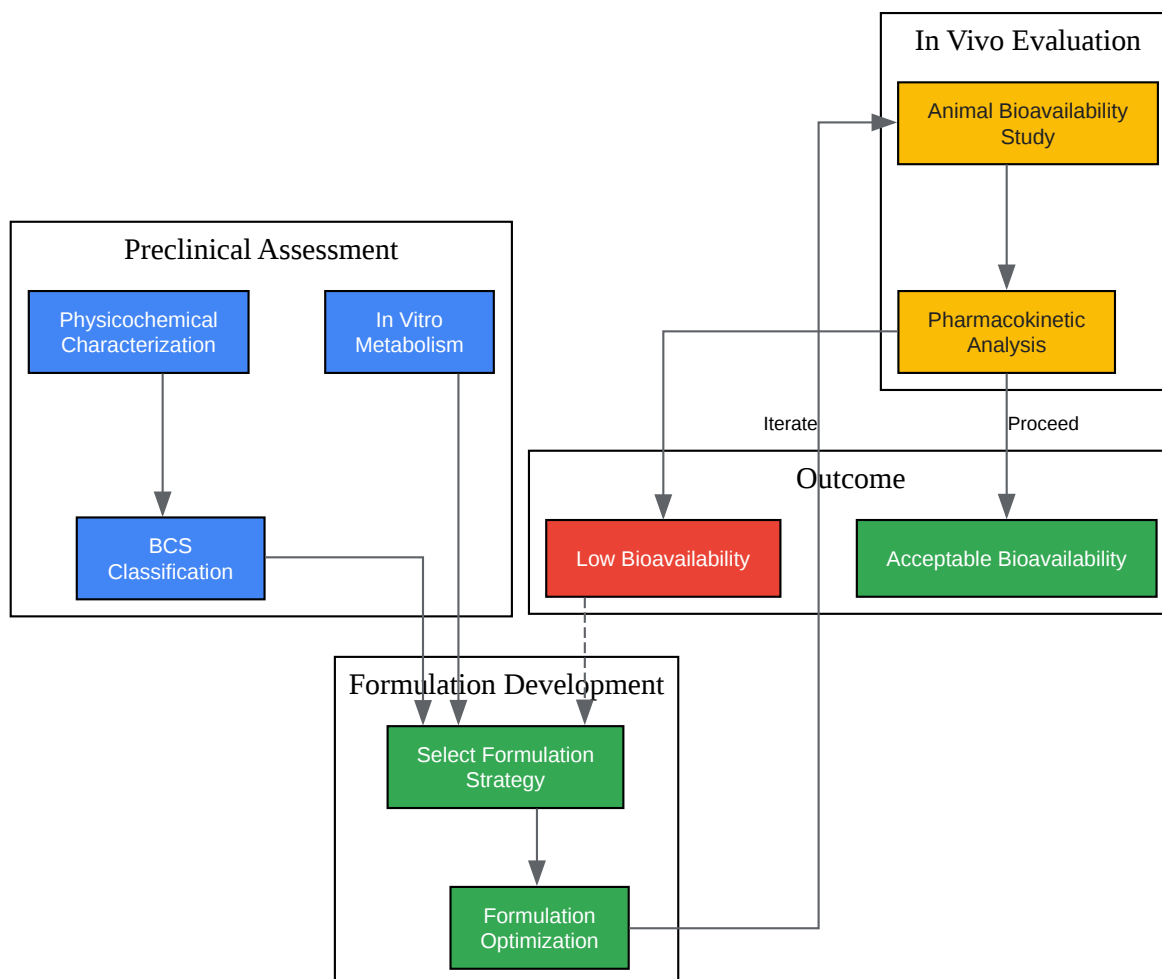 In Vivo Evaluation
Animal Bioavailability
Study
Preclinical Assessment
Physicochemical
Characterization
In Vitro
Metabolism
Pharmacokinetic
Analysis
Iterate
Proceed
Outcome
BCS
Classification
Low Bioavailability
Acceptable Bioavailability
Formulation Development
Select Formulation
Strategy
Formulation
Optimization